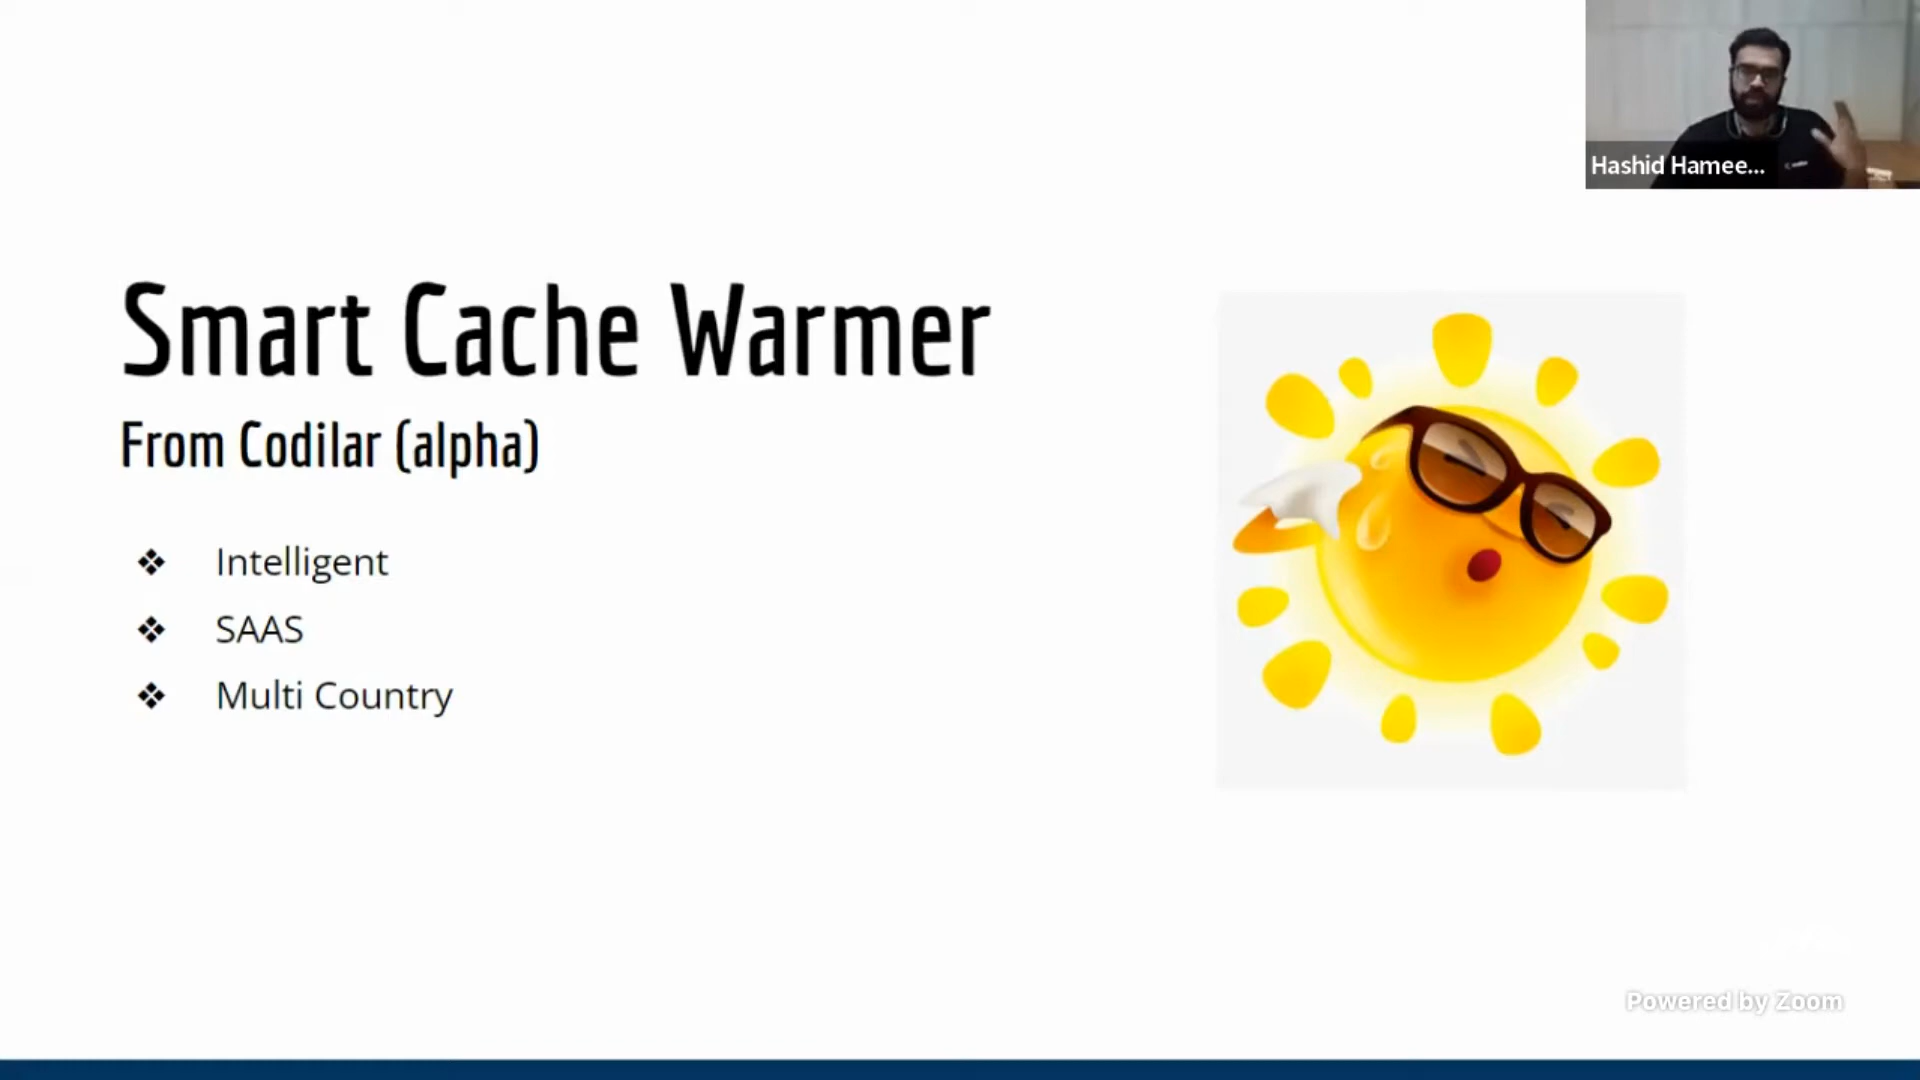 Hashid Hamee...
Smart Cache Warmer
From Codilar (alpha)
❖ Intelligent
❖ SAAS
❖ Multi Country
Powered by Zoom